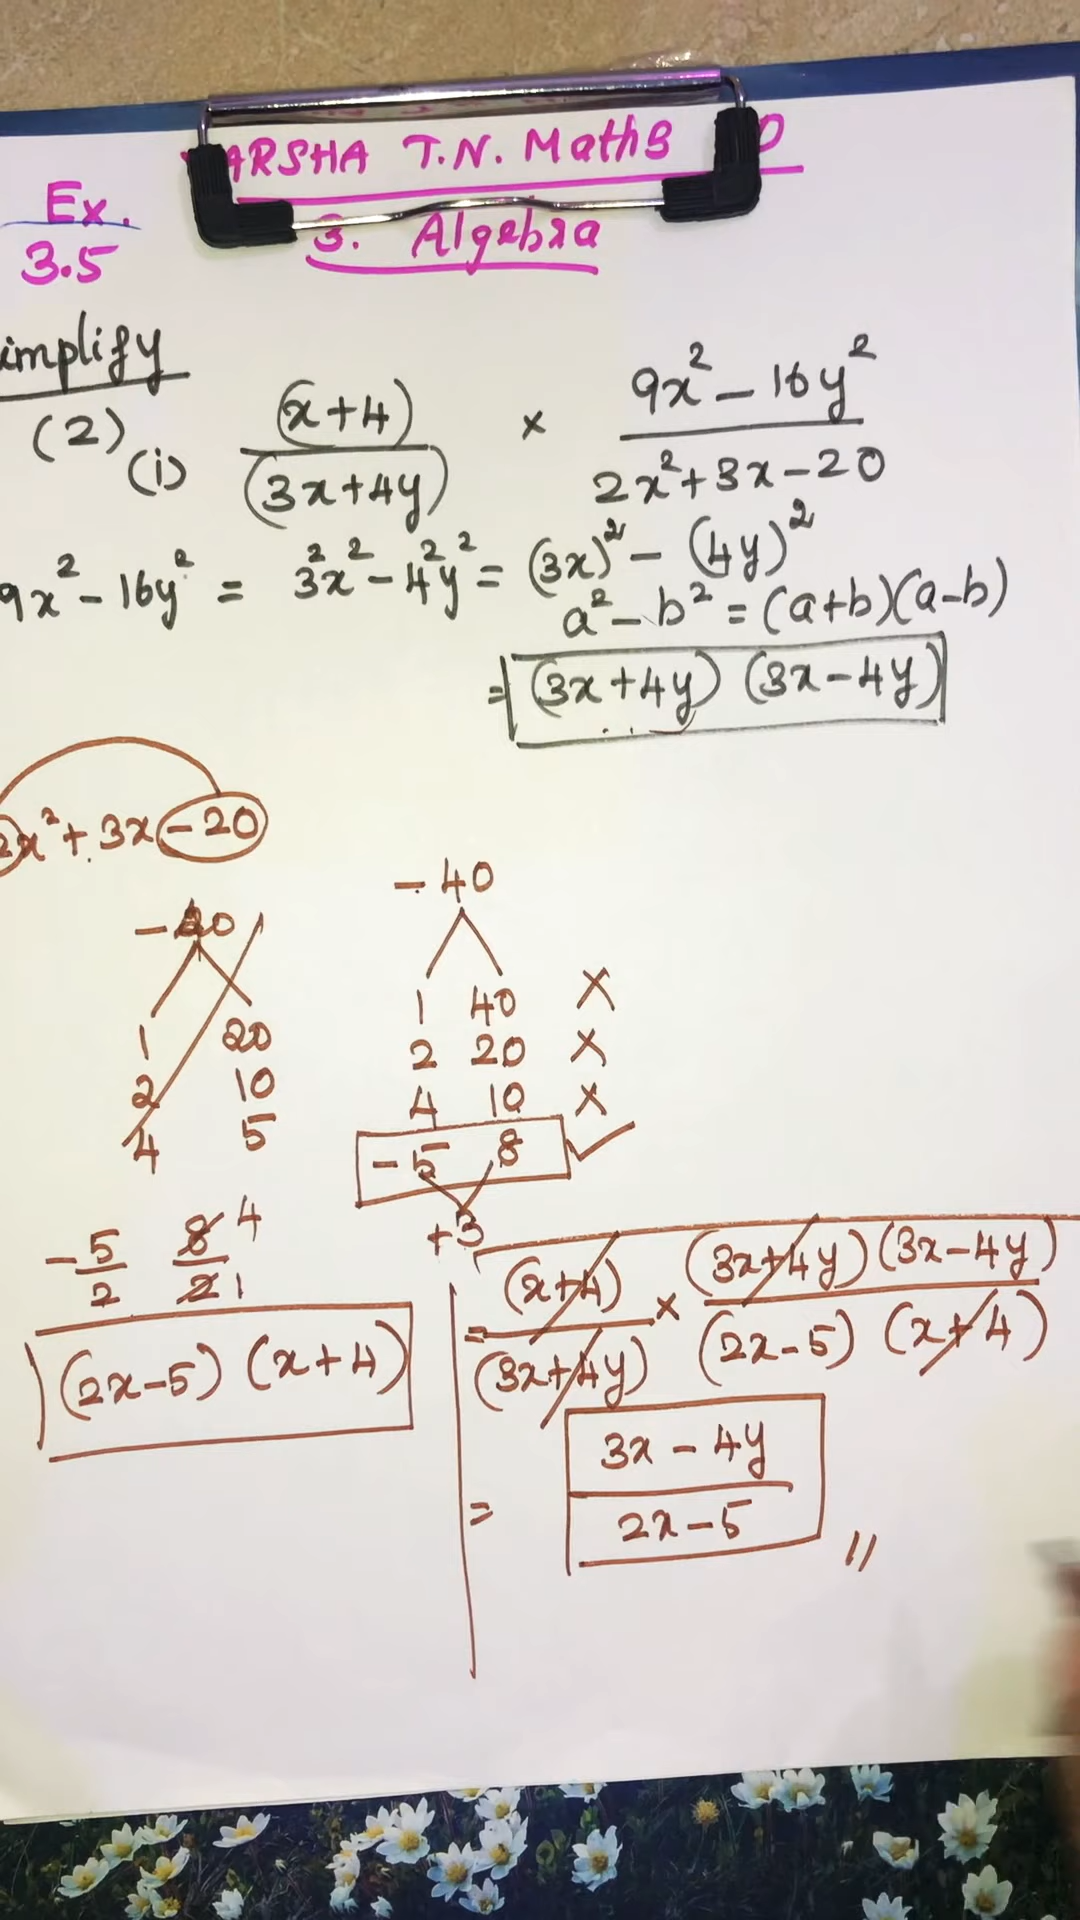 ARSHA T.N. Maths
Ex.
3.5
3. Algebra
implify
(2) (i) (x+4)/(3x+4y) × 9x² - 16y²/2x²+3x-20
9x² - 16y² = 3²x² - 4²y² = (3x)² - (4y)²
a² - b² = (a+b)(a-b)
= (3x+4y) (3x-4y)
2x²+3x-20
-40
1 20
2 10
4 5
-40
1 40 ×
2 20 ×
4 10 ×
-5 8 ✓
+3
-5/2 8/2 4 1
(2x-5) (x+4)
= (x+4)/(3x+4y) × (3x+4y)(3x-4y)/(2x-5) (x+4)
= 3x-4y/2x-5 //